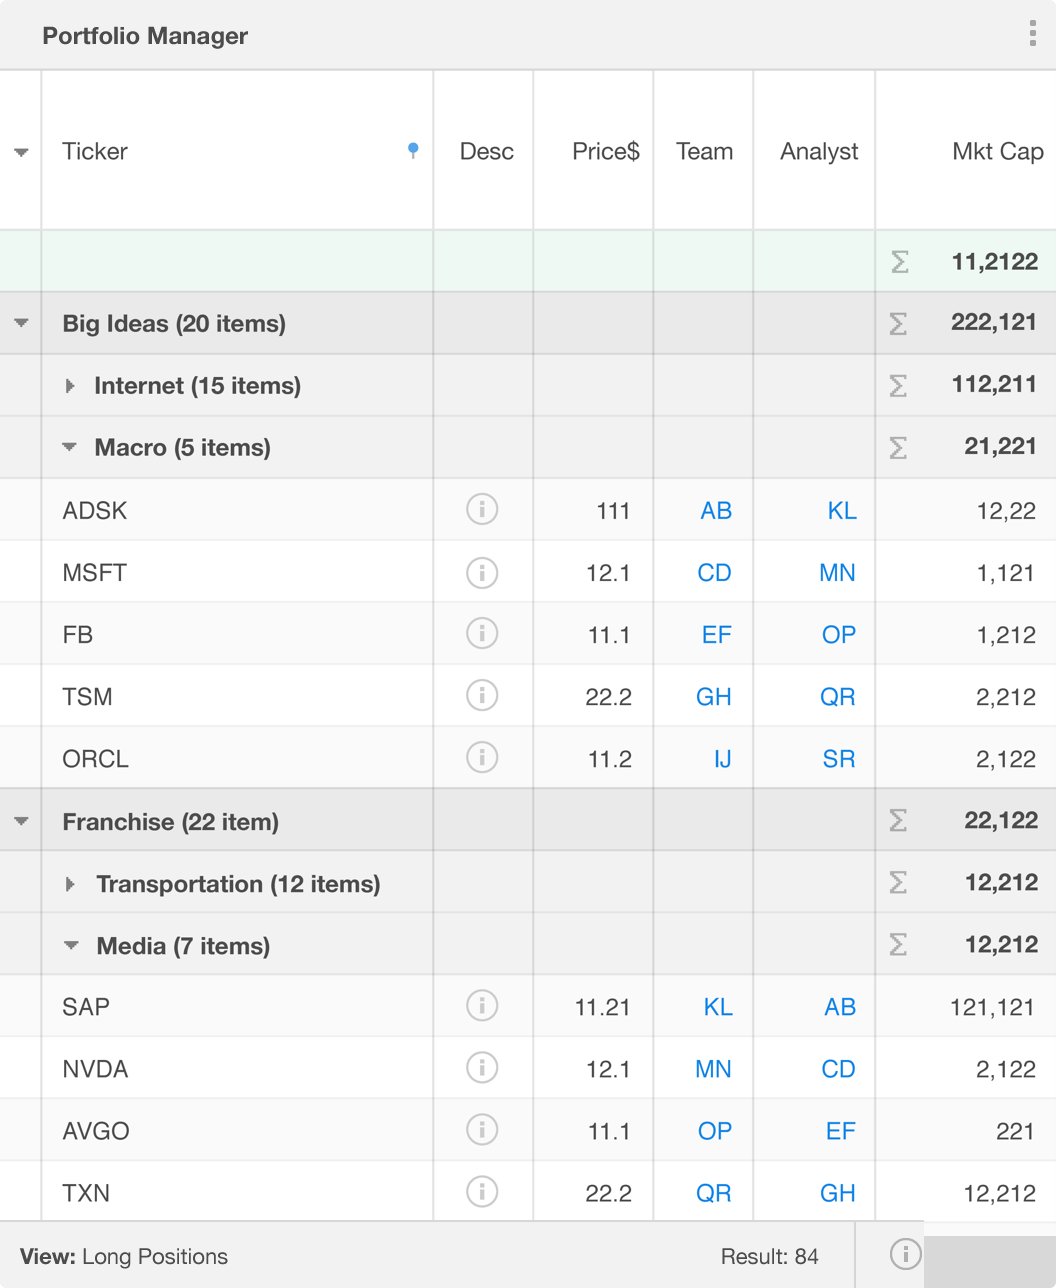 Portfolio Manager
Ticker Desc Price$ Team Analyst Mkt Cap
Σ 11,2122
Big Ideas (20 items) Σ 222,121
Internet (15 items) Σ 112,211
Macro (5 items) Σ 21,221
ADSK i 111 AB KL 12,22
MSFT i 12.1 CD MN 1,121
FB i 11.1 EF OP 1,212
TSM i 22.2 GH QR 2,212
ORCL i 11.2 IJ SR 2,122
Franchise (22 item) Σ 22,122
Transportation (12 items) Σ 12,212
Media (7 items) Σ 12,212
SAP i 11.21 KL AB 121,121
NVDA i 12.1 MN CD 2,122
AVGO i 11.1 OP EF 221
TXN i 22.2 QR GH 12,212
View: Long Positions Result: 84 i